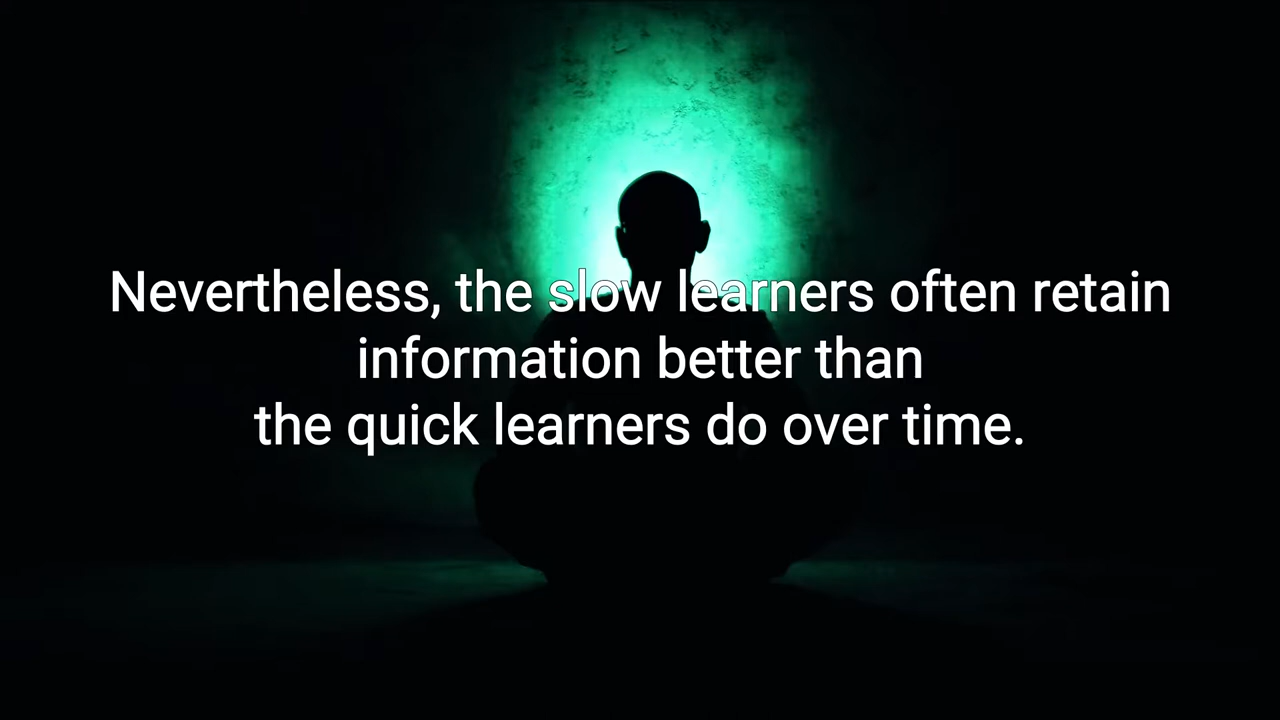 Nevertheless, the slow learners often retain
information better than
the quick learners do over time.